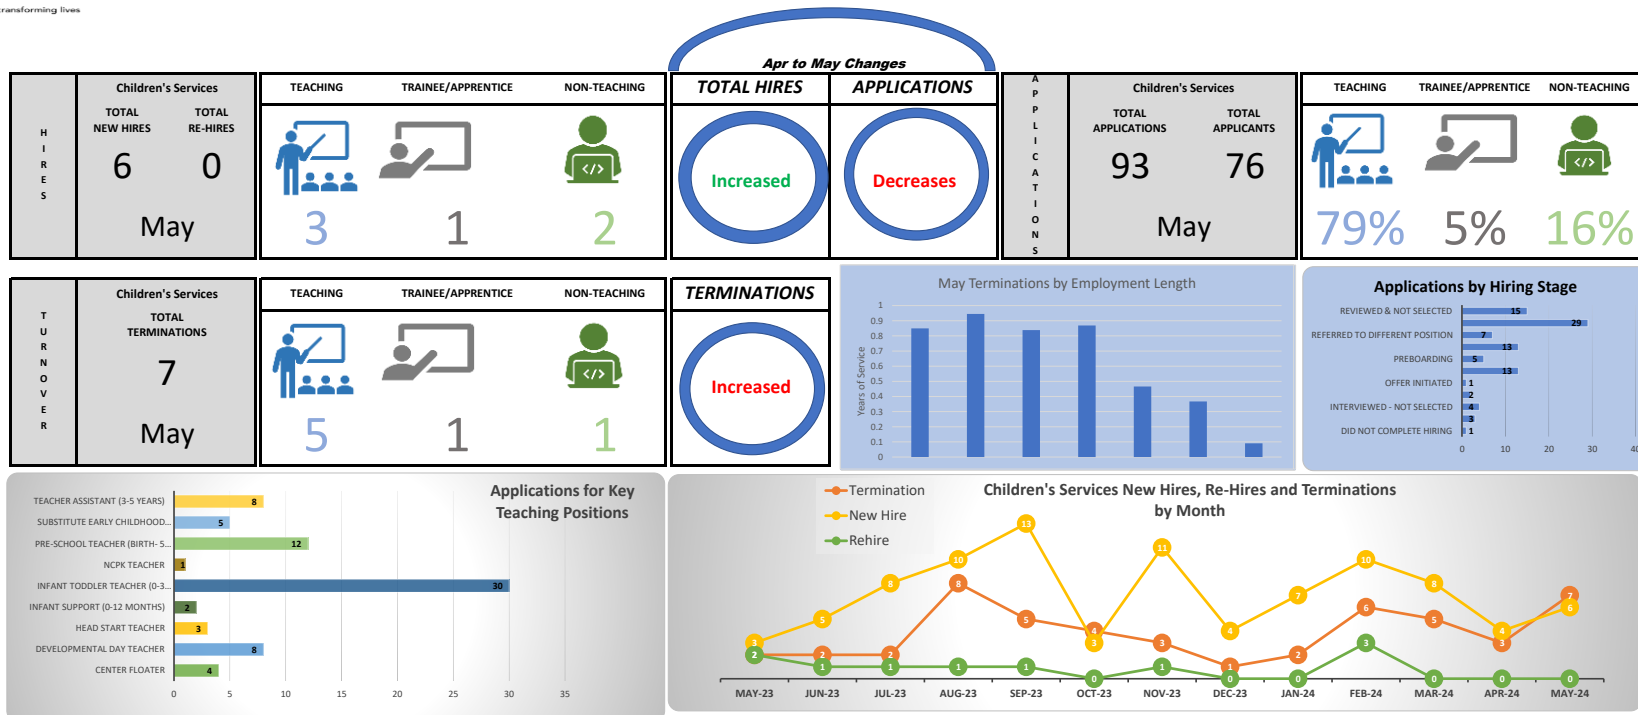 transforming lives
Apr to May Changes
HIRES
Children's Services
TOTAL NEW HIRES
TOTAL RE-HIRES
6
0
May
TEACHING
TRAINEE/APPRENTICE
NON-TEACHING
</>
3
1
2
TOTAL HIRES
APPLICATIONS
Increased
Decreases
APPLICATIONS
Children's Services
TOTAL APPLICATIONS
TOTAL APPLICANTS
93
76
May
TEACHING
TRAINEE/APPRENTICE
NON-TEACHING
</>
79%
5%
16%
TURNOVER
Children's Services
TOTAL
TERMINATIONS
7
May
TEACHING
TRAINEE/APPRENTICE
NON-TEACHING
</>
5
1
1
TERMINATIONS
Increased
May Terminations by Employment Length
Years of Service
1
0.9
0.8
0.7
0.6
0.5
0.4
0.3
0.2
0.1
0
Applications by Hiring Stage
REVIEWED & NOT SELECTED 15
29
REFERRED TO DIFFERENT POSITION 7
13
PREBOARDING 5
13
OFFER INITIATED 1
2
INTERVIEWED - NOT SELECTED 4
3
DID NOT COMPLETE HIRING 1
0 10 20 30 40
Applications for Key
Teaching Positions
TEACHER ASSISTANT (3-5 YEARS) 8
SUBSTITUTE EARLY CHILDHOOD... 5
PRE-SCHOOL TEACHER (BIRTH- 5... 12
NCPK TEACHER 1
INFANT TODDLER TEACHER (0-3... 30
INFANT SUPPORT (0-12 MONTHS) 2
HEAD START TEACHER 3
DEVELOPMENTAL DAY TEACHER 8
CENTER FLOATER 4
0 5 10 15 20 25 30 35
Children's Services New Hires, Re-Hires and Terminations
by Month
Termination
New Hire
Rehire
3 5 8 10 13 3 11 4 7 10 8 4 6
2 2 8 5 4 3 1 2 6 5 3 7
2 1 1 1 1 0 1 0 0 3 0 0 0
MAY-23 JUN-23 JUL-23 AUG-23 SEP-23 OCT-23 NOV-23 DEC-23 JAN-24 FEB-24 MAR-24 APR-24 MAY-24